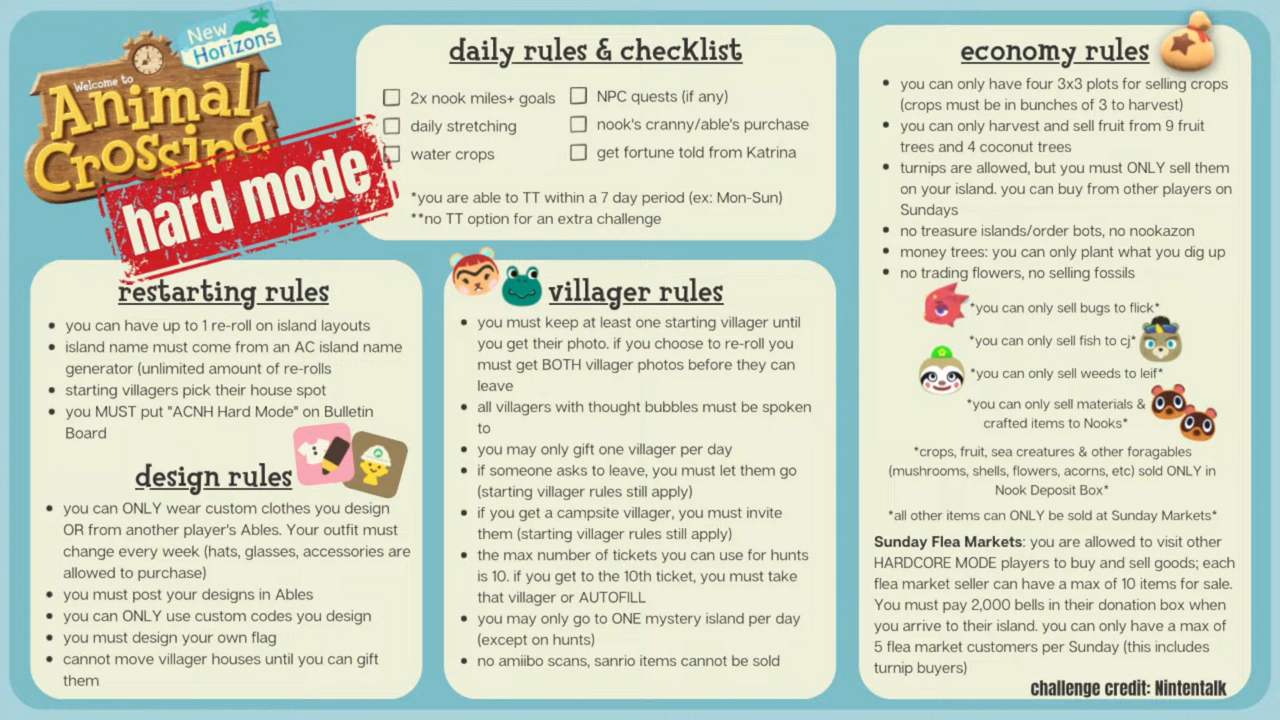 Welcome to
Animal
Crossing
New
Horizons
hard mode
daily rules & checklist
2x nook miles+ goals
daily stretching
water crops
NPC quests (if any)
nook's cranny/able's purchase
get fortune told from Katrina
*you are able to TT within a 7 day period (ex: Mon-Sun)
**no TT option for an extra challenge
restarting rules
• you can have up to 1 re-roll on island layouts
• island name must come from an AC island name
generator (unlimited amount of re-rolls
• starting villagers pick their house spot
• you MUST put "ACNH Hard Mode" on Bulletin
Board
design rules
• you can ONLY wear custom clothes you design
OR from another player's Ables. Your outfit must
change every week (hats, glasses, accessories are
allowed to purchase)
• you must post your designs in Ables
• you can ONLY use custom codes you design
• you must design your own flag
• cannot move villager houses until you can gift
them
villager rules
• you must keep at least one starting villager until
you get their photo. if you choose to re-roll you
must get BOTH villager photos before they can
leave
• all villagers with thought bubbles must be spoken
to
• you may only gift one villager per day
• if someone asks to leave, you must let them go
(starting villager rules still apply)
• if you get a campsite villager, you must invite
them (starting villager rules still apply)
• the max number of tickets you can use for hunts
is 10. if you get to the 10th ticket, you must take
that villager or AUTOFILL
• you may only go to ONE mystery island per day
(except on hunts)
• no amiibo scans, sanrio items cannot be sold
economy rules
• you can only have four 3x3 plots for selling crops
(crops must be in bunches of 3 to harvest)
• you can only harvest and sell fruit from 9 fruit
trees and 4 coconut trees
• turnips are allowed, but you must ONLY sell them
on your island. you can buy from other players on
Sundays
• no treasure islands/order bots, no nookazon
• money trees: you can only plant what you dig up
• no trading flowers, no selling fossils
*you can only sell bugs to flick*
*you can only sell fish to cj*
*you can only sell weeds to leif*
*you can only sell materials &
crafted items to Nooks*
*crops, fruit, sea creatures & other foragables
(mushrooms, shells, flowers, acorns, etc) sold ONLY in
Nook Deposit Box*
*all other items can ONLY be sold at Sunday Markets*
Sunday Flea Markets: you are allowed to visit other
HARDCORE MODE players to buy and sell goods; each
flea market seller can have a max of 10 items for sale.
You must pay 2,000 bells in their donation box when
you arrive to their island. you can only have a max of
5 flea market customers per Sunday (this includes
turnip buyers)
challenge credit: Nintentalk